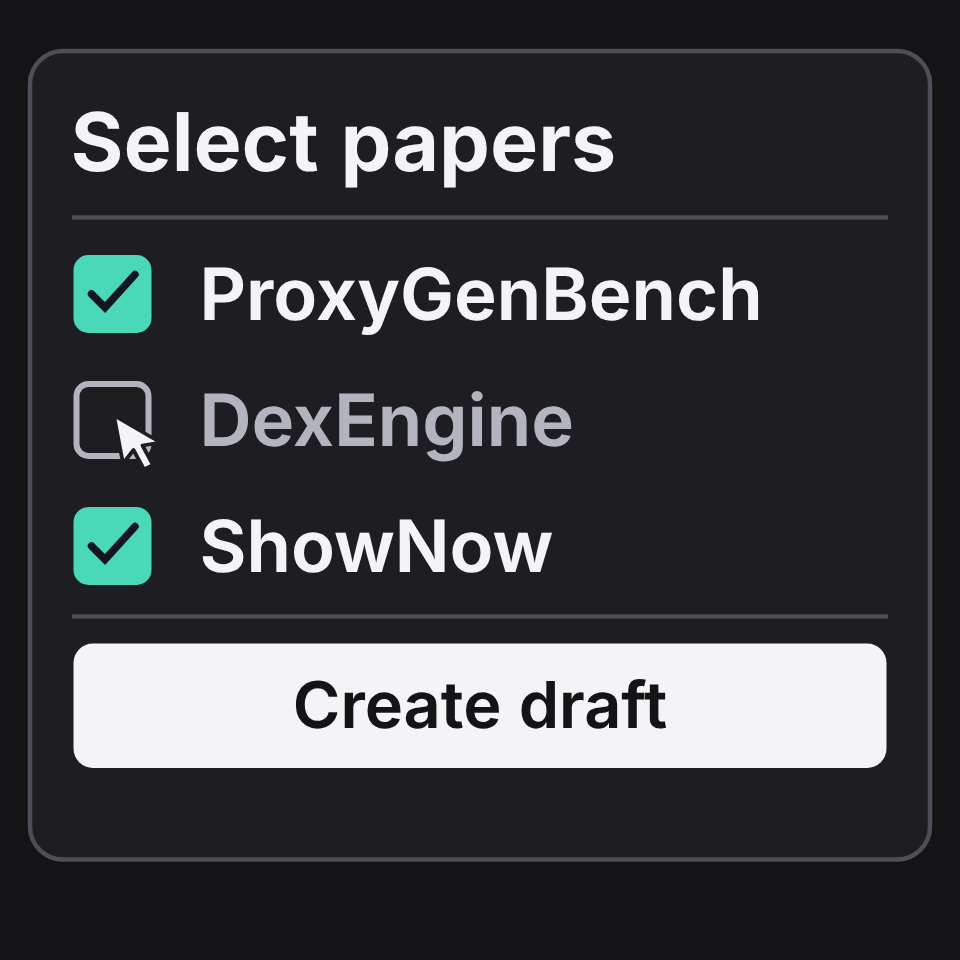 Select papers
ProxyGenBench
DexEngine
ShowNow
Create draft